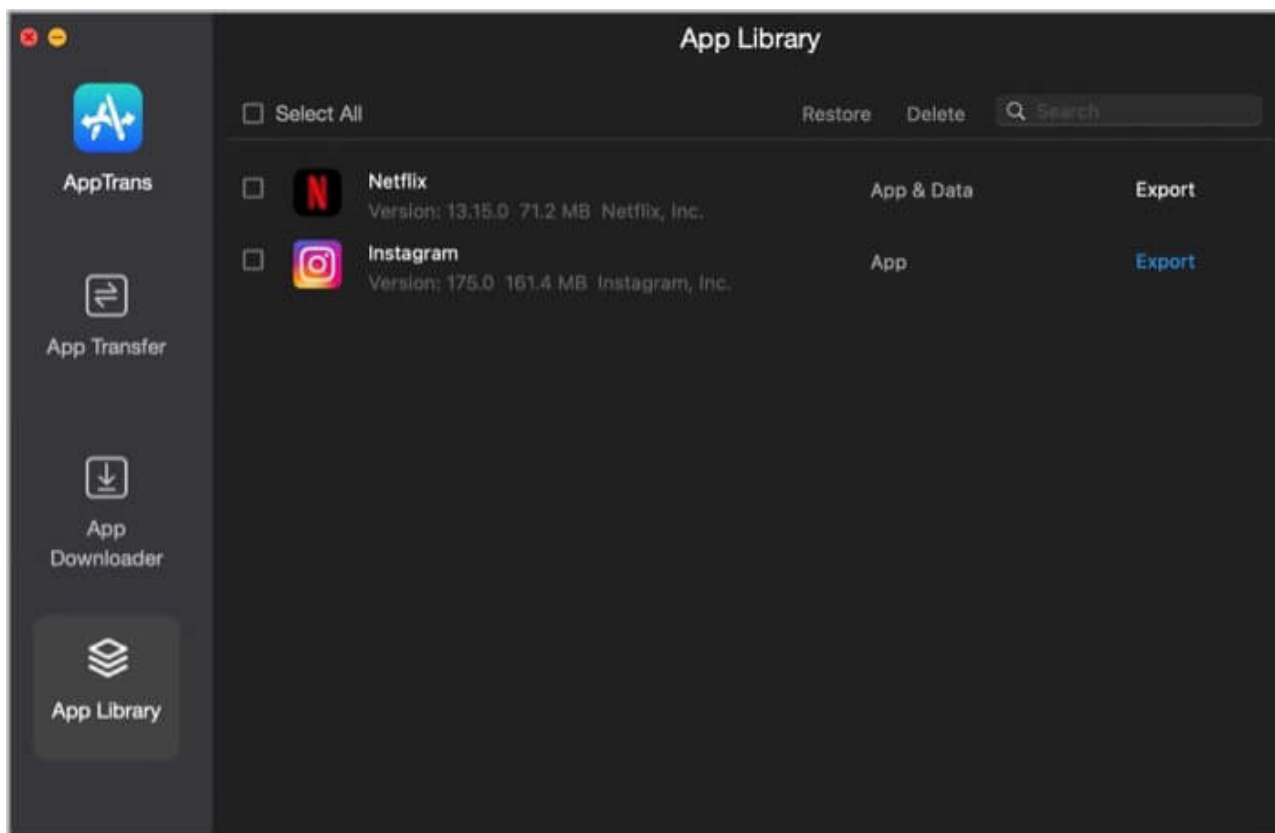 App Library
AppTrans
App Transfer
App
Downloader
App Library
Select All
Restore Delete Search
Netflix
Version: 13.15.0 71.2 MB Netflix, Inc.
App & Data
Export
Instagram
Version: 175.0 161.4 MB Instagram, Inc.
App
Export